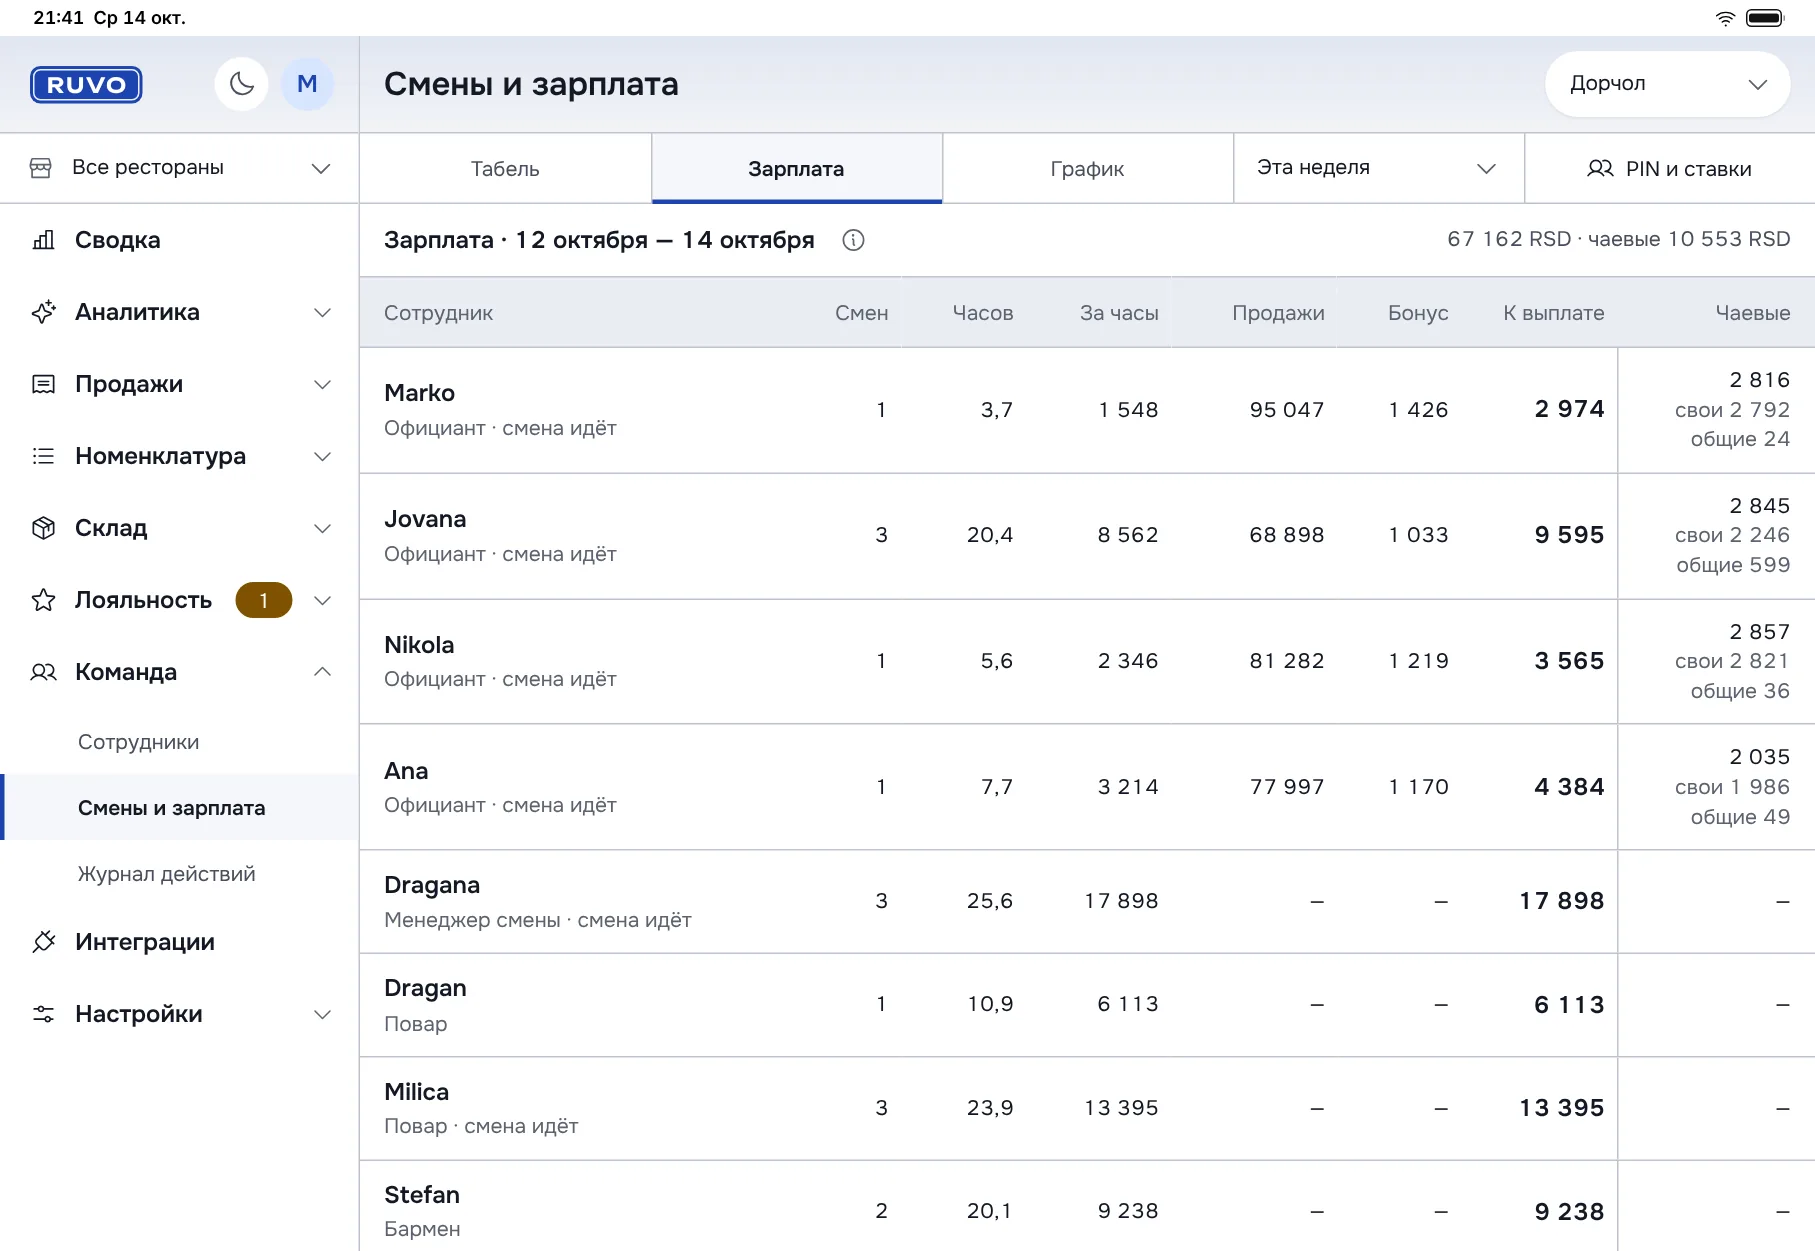 21:41 Ср 14 окт.
RUVO
М
Смены и зарплата
Дорчол
Все рестораны
Табель
Зарплата
График
Эта неделя
PIN и ставки
Сводка
Аналитика
Продажи
Номенклатура
Склад
Лояльность 1
Команда
Сотрудники
Смены и зарплата
Журнал действий
Интеграции
Настройки
Зарплата · 12 октября — 14 октября
67 162 RSD · чаевые 10 553 RSD
Сотрудник Смен Часов За часы Продажи Бонус К выплате Чаевые
Marko
Официант · смена идёт
1 3,7 1 548 95 047 1 426 2 974
2 816
свои 2 792
общие 24
Jovana
Официант · смена идёт
3 20,4 8 562 68 898 1 033 9 595
2 845
свои 2 246
общие 599
Nikola
Официант · смена идёт
1 5,6 2 346 81 282 1 219 3 565
2 857
свои 2 821
общие 36
Ana
Официант · смена идёт
1 7,7 3 214 77 997 1 170 4 384
2 035
свои 1 986
общие 49
Dragana
Менеджер смены · смена идёт
3 25,6 17 898 – – 17 898 –
Dragan
Повар
1 10,9 6 113 – – 6 113 –
Milica
Повар · смена идёт
3 23,9 13 395 – – 13 395 –
Stefan
Бармен
2 20,1 9 238 – – 9 238 –